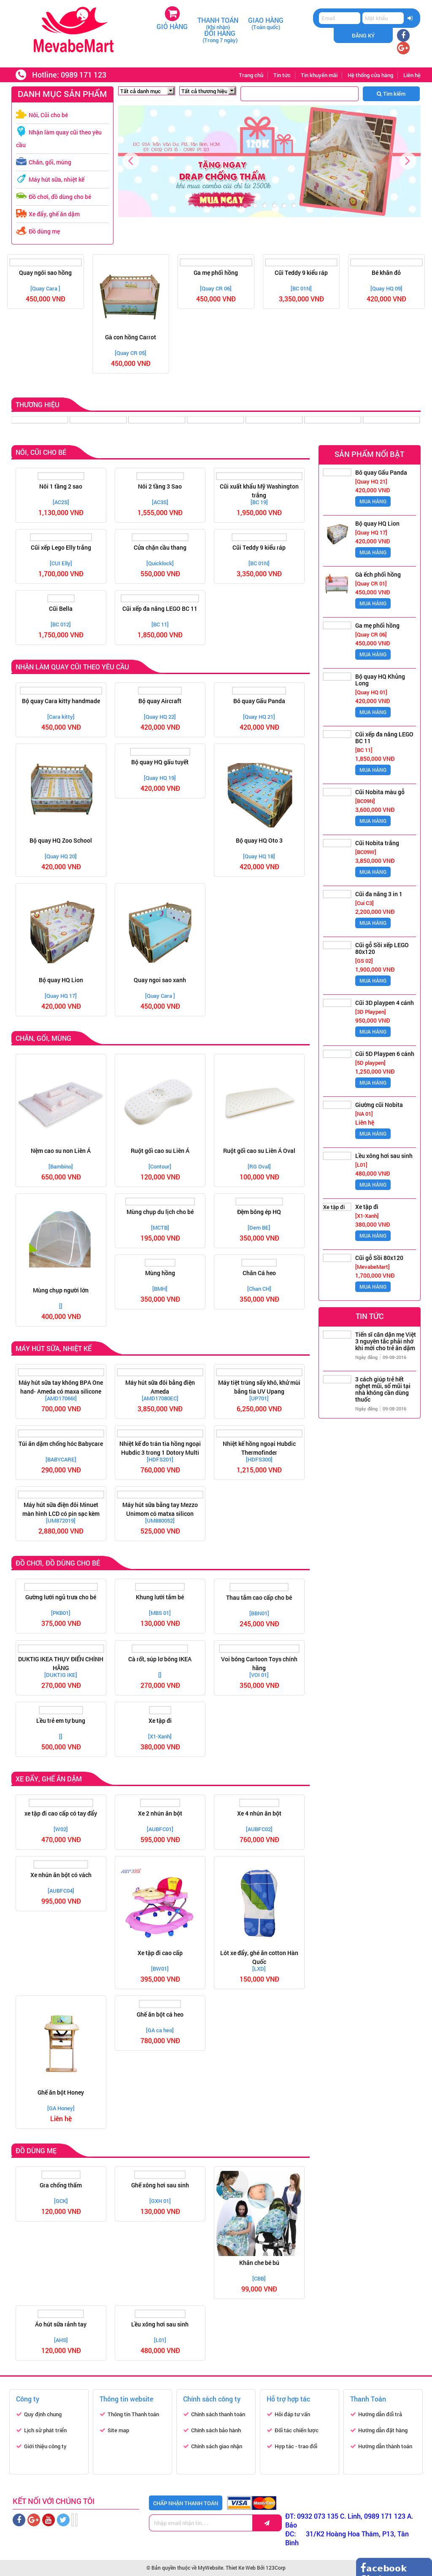 MevabeMart
GIỎ HÀNG
THANH TOÁN
(Khi nhận)
ĐỔI HÀNG
(Trong 7 ngày)
GIAO HÀNG
(Toàn quốc)
Email
Mật khẩu
ĐĂNG KÝ
Hotline: 0989 171 123
Trang chủ
Tin tức
Tin khuyến mãi
Hệ thống cửa hàng
Liên hệ
DANH MỤC SẢN PHẨM
Nôi, Cũi cho bé
Nhận làm quay cũi theo yêu
cầu
Chăn, gối, mùng
Máy hút sữa, nhiệt kế
Đồ chơi, đồ dùng cho bé
Xe đẩy, ghế ăn dặm
Đồ dùng mẹ
Tất cả danh mục
Tất cả thương hiệu
Tìm kiếm
TẶNG NGAY
DRAP CHỐNG THẤM
MUA NGAY
Quay ngôi sao hồng
[Quay Cara ]
450,000 VNĐ
Gà con hồng Carrot
[Quay CR 05]
450,000 VNĐ
Ga mẹ phối hồng
[Quay CR 06]
450,000 VNĐ
Cũi Teddy 9 kiểu ráp
[BC 01N]
3,300,000 VNĐ
Bé khăn đỏ
[Quay HQ 09]
420,000 VNĐ
THƯƠNG HIỆU
NÔI, CŨI CHO BÉ
Nôi 1 tầng 2 sao
[AC2S]
1,130,000 VNĐ
Nôi 2 tầng 3 Sao
[AC3S]
1,555,000 VNĐ
Cũi xuất khẩu Mỹ Washington
trắng
[BC 19]
1,950,000 VNĐ
Cũi xếp Lego Elly trắng
[CUI Elly]
1,700,000 VNĐ
Cửa chặn cầu thang
[Quicklock]
550,000 VNĐ
Cũi Teddy 9 kiểu ráp
[BC 01N]
3,300,000 VNĐ
Cũi Bella
[BC 012]
1,750,000 VNĐ
Cũi xếp đa năng LEGO BC 11
[BC 11]
1,850,000 VNĐ
NHẬN LÀM QUAY CŨI THEO YÊU CẦU
Bộ quay Cara kitty handmade
[Cara kitty]
450,000 VNĐ
Bộ quay Aircraft
[Quay HQ 22]
420,000 VNĐ
Bô quay Gấu Panda
[Quay HQ 21]
420,000 VNĐ
Bộ quay HQ Zoo School
[Quay HQ 20]
420,000 VNĐ
Bộ quay HQ gấu tuyết
[Quay HQ 19]
420,000 VNĐ
Bộ quay HQ Oto 3
[Quay HQ 18]
420,000 VNĐ
Bộ quay HQ Lion
[Quay HQ 17]
420,000 VNĐ
Quay ngoi sao xanh
[Quay Cara ]
450,000 VNĐ
CHĂN, GỐI, MÙNG
Nệm cao su non Liên Á
[Bambino]
650,000 VNĐ
Ruột gối cao su Liên Á
[Contour]
120,000 VNĐ
Ruột gối cao su Liên Á Oval
[RG Oval]
100,000 VNĐ
Mùng chụp người lớn
[]
400,000 VNĐ
Mùng chụp du lịch cho bé
[MCTB]
195,000 VNĐ
Đệm bông ép HQ
[Dem BE]
350,000 VNĐ
Mùng hồng
[BMH]
350,000 VNĐ
Chăn Cá heo
[Chan CH]
350,000 VNĐ
MÁY HÚT SỮA, NHIỆT KẾ
Máy hút sữa tay không BPA One
hand- Ameda có maxa silicone
[AMD17066I]
700,000 VNĐ
Máy hút sữa đôi bằng điện
Ameda
[AMD17080EC]
3,850,000 VNĐ
Máy tiệt trùng sấy khô, khử mùi
bằng tia UV Upang
[UP701]
6,250,000 VNĐ
Túi ăn dặm chống hóc Babycare
[BABYCARE]
290,000 VNĐ
Nhiệt kế đo trán tia hồng ngoại
Hubdic 3 trong 1 Dotory Multi
[HDFS201]
760,000 VNĐ
Nhiệt kế hồng ngoại Hubdic
Thermofinder
[HDFS300]
1,215,000 VNĐ
Máy hút sữa điện đôi Minuet
màn hình LCD có pin sạc kèm
[UM872019]
2,880,000 VNĐ
Máy hút sữa bằng tay Mezzo
Unimom có matxa silicon
[UM880052]
525,000 VNĐ
ĐỒ CHƠI, ĐỒ DÙNG CHO BÉ
Gường lưới ngủ trưa cho bé
[PKB01]
375,000 VNĐ
Khung lưới tắm bé
[MBS 01]
130,000 VNĐ
Thau tắm cao cấp cho bé
[BBN01]
245,000 VNĐ
DUKTIG IKEA THỤY ĐIỂN CHÍNH
HÃNG
[DUKTIG IKE]
270,000 VNĐ
Cà rốt, súp lơ bông IKEA
[]
270,000 VNĐ
Voi bóng Cartoon Toys chính
hãng
[VOI 01]
350,000 VNĐ
Lều trẻ em tự bung
[]
500,000 VNĐ
Xe tập đi
[X1-Xanh]
380,000 VNĐ
XE ĐẨY, GHẾ ĂN DẶM
xe tập đi cao cấp có tay đẩy
[W02]
470,000 VNĐ
Xe 2 nhún ăn bột
[AUBFC01]
595,000 VNĐ
Xe 4 nhún ăn bột
[AUBFC02]
760,000 VNĐ
Xe nhún ăn bột có vách
[AUBFC04]
995,000 VNĐ
Xe tập đi cao cấp
[BW01]
395,000 VNĐ
Lót xe đẩy, ghế ăn cotton Hàn
Quốc
[LXD]
150,000 VNĐ
Ghế ăn bột Honey
[GA Honey]
Liên hệ
Ghế ăn bột cá heo
[GA ca heo]
780,000 VNĐ
ĐỒ DÙNG MẸ
Gra chống thấm
[GCK]
120,000 VNĐ
Ghế xông hơi sau sinh
[GXH 01]
130,000 VNĐ
Khăn che bé bú
[CBB]
99,000 VNĐ
Áo hút sữa rảnh tay
[AHS]
120,000 VNĐ
Lều xông hơi sau sinh
[L01]
480,000 VNĐ
SẢN PHẨM NỔI BẬT
Bô quay Gấu Panda
[Quay HQ 21]
420,000 VNĐ
MUA HÀNG
Bộ quay HQ Lion
[Quay HQ 17]
420,000 VNĐ
MUA HÀNG
Gà ếch phối hồng
[Quay CR 01]
450,000 VNĐ
MUA HÀNG
Ga mẹ phối hồng
[Quay CR 06]
450,000 VNĐ
MUA HÀNG
Bộ quay HQ Khủng
Long
[Quay HQ 01]
420,000 VNĐ
MUA HÀNG
Cũi xếp đa năng LEGO
BC 11
[BC 11]
1,850,000 VNĐ
MUA HÀNG
Cũi Nobita màu gỗ
[BC09N]
3,600,000 VNĐ
MUA HÀNG
Cũi Nobita trắng
[BC09W]
3,850,000 VNĐ
MUA HÀNG
Cũi đa năng 3 in 1
[Cui C3]
2,200,000 VNĐ
MUA HÀNG
Cũi gỗ Sồi xếp LEGO
80x120
[GS 02]
1,900,000 VNĐ
MUA HÀNG
Cũi 3D playpen 4 cánh
[3D Playpen]
950,000 VNĐ
MUA HÀNG
Cũi 5D Playpen 6 cánh
[5D playpen]
1,250,000 VNĐ
MUA HÀNG
Giường cũi Nobita
[NA 01]
Liên hệ
MUA HÀNG
Lều xông hơi sau sinh
[L01]
480,000 VNĐ
MUA HÀNG
Xe tập đi
Xe tập đi
[X1-Xanh]
380,000 VNĐ
MUA HÀNG
Cũi gỗ Sồi 80x120
[MevabeMart]
1,700,000 VNĐ
MUA HÀNG
TIN TỨC
Tiến sĩ căn dặn mẹ Việt
3 nguyên tắc phải nhớ
khi mới cho trẻ ăn dặm
Ngày đăng | 09-08-2016
3 cách giúp trẻ hết
nghẹt mũi, sổ mũi tại
nhà không cần dùng
thuốc
Ngày đăng | 09-08-2016
Công ty
Quy định chung
Lịch sử phát triển
Giới thiệu công ty
Thông tin website
Thông tin Thanh toán
Site map
Chính sách công ty
Chính sách thanh toán
Chính sách bảo hành
Chính sách giao nhận
Hỗ trợ hợp tác
Hỏi đáp tư vấn
Đối tác chiến lược
Hợp tác - trao đổi
Thanh Toán
Hướng dẫn đổi trả
Hướng dẫn đặt hàng
Hướng dẫn thành toán
KẾT NỐI VỚI CHÚNG TÔI
CHẤP NHẬN THANH TOÁN
VISA
MasterCard
Nhập email nhận tin...
ĐT: 0932 073 135 C. Linh, 0989 171 123 A.
Bảo
ĐC: 31/K2 Hoàng Hoa Thám, P13, Tân
Bình
© Bản quyền thuộc về MyWebsite. Thiet Ke Web Bởi 123Corp
facebook